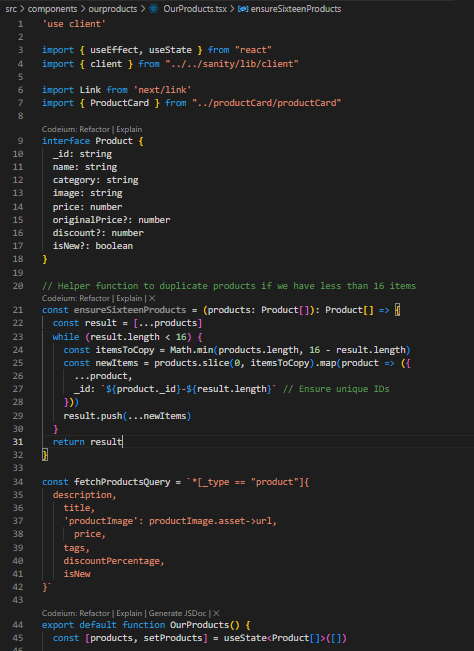 src > components > ourproducts > OurProducts.tsx > ensureSixteenProducts
1 'use client'
2
3 import { useEffect, useState } from "react"
4 import { client } from "../../sanity/lib/client"
5
6 import Link from 'next/link'
7 import { ProductCard } from "../productCard/productCard"
8
Codeium: Refactor | Explain
9 interface Product {
10 _id: string
11 name: string
12 category: string
13 image: string
14 price: number
15 originalPrice?: number
16 discount?: number
17 isNew?: boolean
18 }
19
20 // Helper function to duplicate products if we have less than 16 items
Codeium: Refactor | Explain | X
21 const ensureSixteenProducts = (products: Product[]): Product[] => {
22 const result = [...products]
23 while (result.length < 16) {
24 const itemsToCopy = Math.min(products.length, 16 - result.length)
25 const newItems = products.slice(0, itemsToCopy).map(product => ({
26 ...product,
27 _id: `${product._id}-${result.length}` // Ensure unique IDs
28 }))
29 result.push(...newItems)
30 }
31 return result
32 }
33
34 const fetchProductsQuery = `*[_type == "product"]{
35 description,
36 title,
37 'productImage': productImage.asset->url,
38 price,
39 tags,
40 discountPercentage,
41 isNew
42 }`
43
Codeium: Refactor | Explain | Generate JSDoc | X
44 export default function OurProducts() {
45 const [products, setProducts] = useState<Product[]>([])